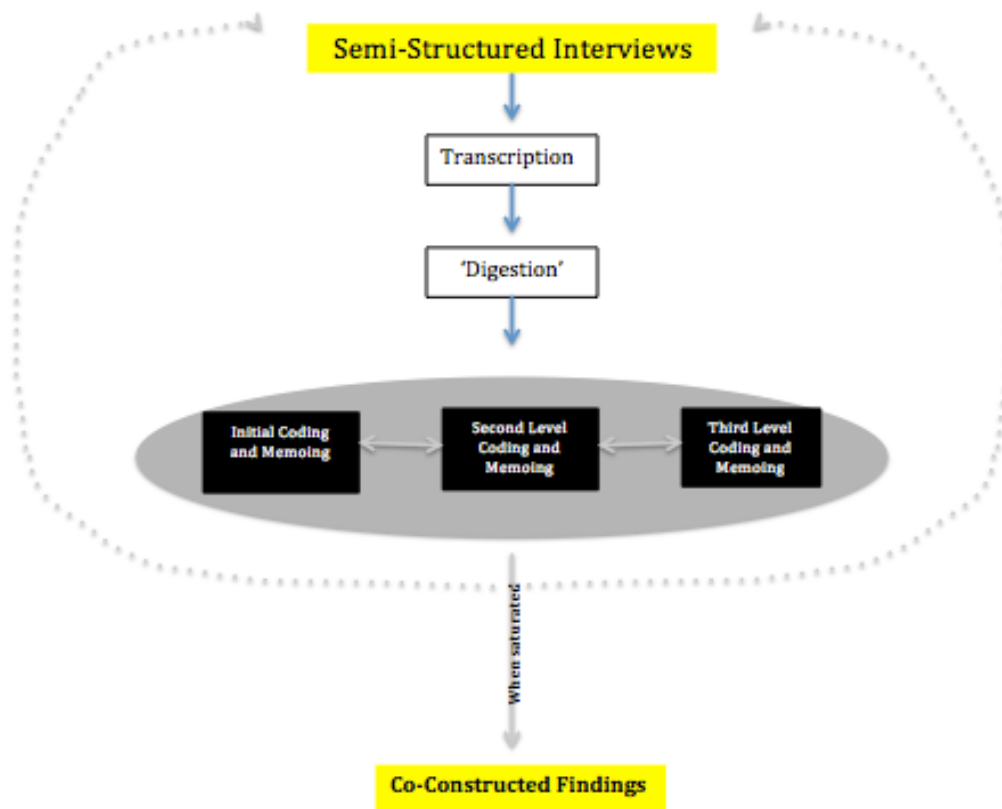 Semi-Structured Interviews
Transcription
'Digestion'
Initial Coding
and Memoing
Second Level
Coding and
Memoing
Third Level
Coding and
Memoing
When saturated
Co-Constructed Findings